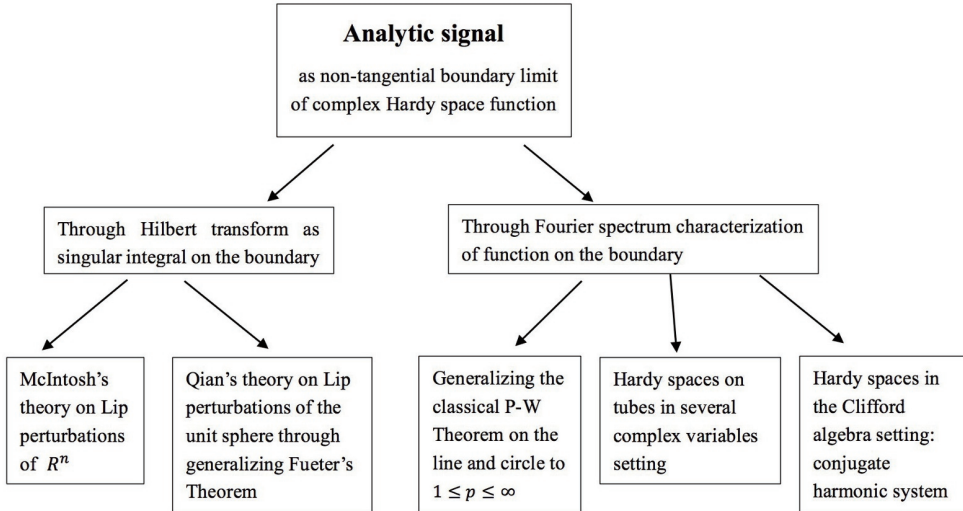 Analytic signal
as non-tangential boundary limit
of complex Hardy space function
Through Hilbert transform as
singular integral on the boundary
Through Fourier spectrum characterization
of function on the boundary
McIntosh's
theory on Lip
perturbations
of R^n
Qian's theory on Lip
perturbations of the
unit sphere through
generalizing Fueter's
Theorem
Generalizing the
classical P-W
Theorem on the
line and circle to
1 ≤ p ≤ ∞
Hardy spaces on
tubes in several
complex variables
setting
Hardy spaces in
the Clifford
algebra setting:
conjugate
harmonic system